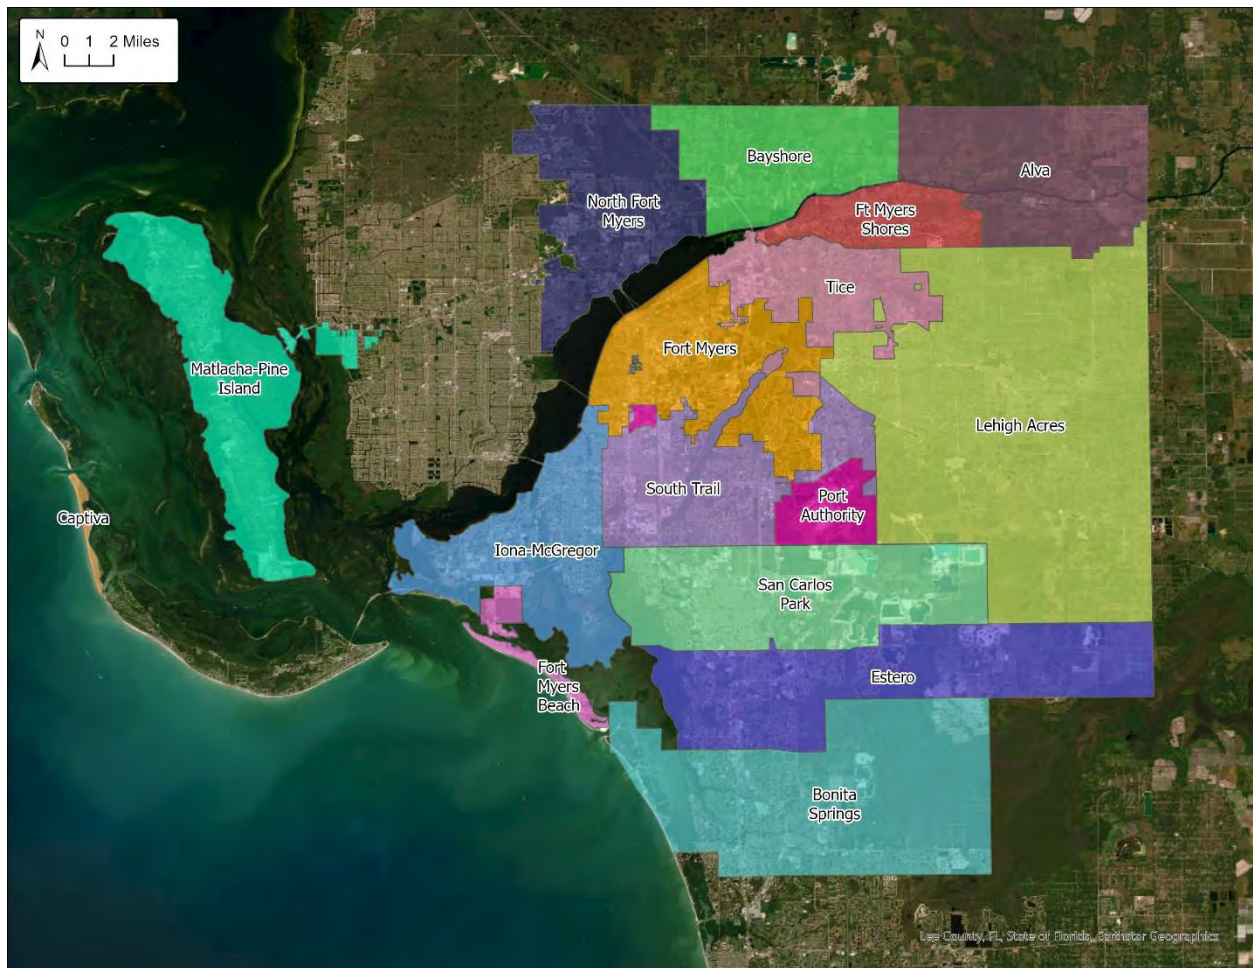 N
0 1 2 Miles
Bayshore
Alva
North Fort
Myers
Ft Myers
Shores
Tice
Fort Myers
Matlacha-Pine
Island
Lehigh Acres
South Trail
Port
Authority
Captiva
Iona-McGregor
San Carlos
Park
Fort
Myers
Beach
Estero
Bonita
Springs
Lee County, FL, State of Florida, Earthstar Geographics